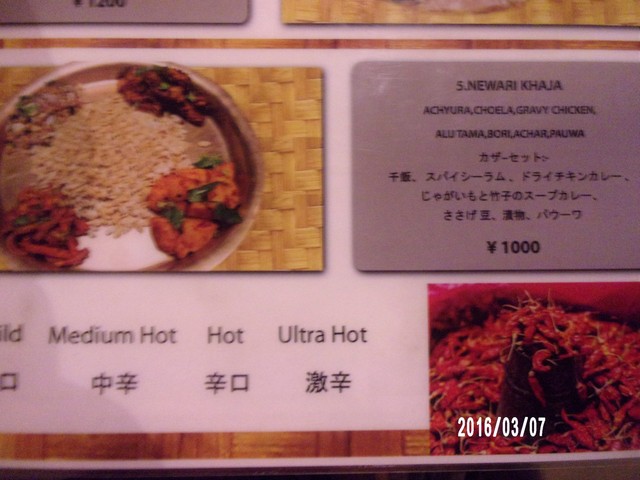 ¥1200
5.NEWARI KHAJA
ACHYURA,CHOELA,GRAVY CHICKEN,
ALU TAMA,BORI,ACHAR,PAUWA
カザーセット>
干飯、スパイシーラム、ドライチキンカレー、
じゃがいもと竹子のスープカレー、
ささげ豆、漬物、パウーワ
¥1000
ild Medium Hot Hot Ultra Hot
口 中辛 辛口 激辛
2016/03/07